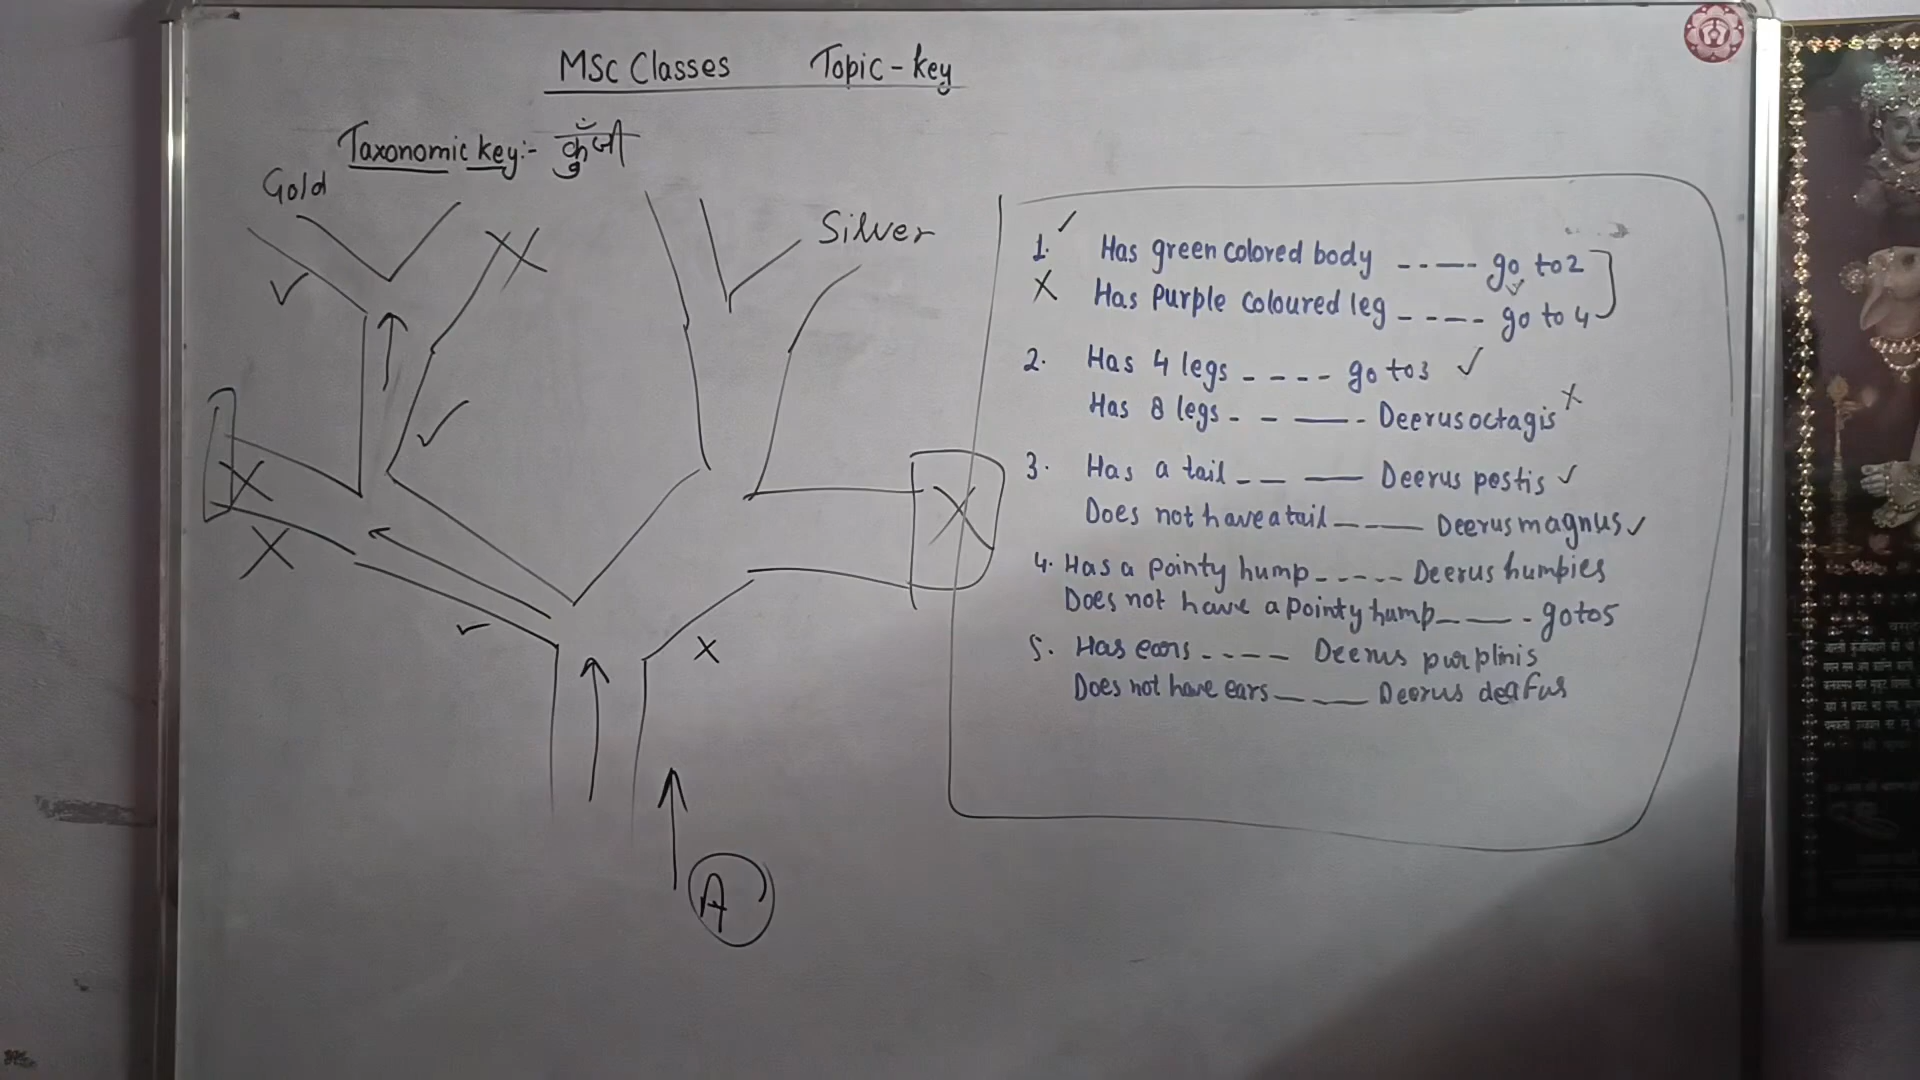 MSc Classes Topic - key
Taxonomic key:- कुँजी
Gold
Silver
1. Has green colored body ----- go to 2
Has Purple coloured leg ----- go to 4
2. Has 4 legs ---- go to 3
Has 8 legs ---- Deerus octagis
3. Has a tail --- Deerus pestis
Does not have a tail --- Deerus magnus
4. Has a pointy hump ----- Deerus humpies
Does not have a pointy hump --- go to 5
5. Has ears ---- Deerus purplinis
Does not have ears --- Deerus deafus
A